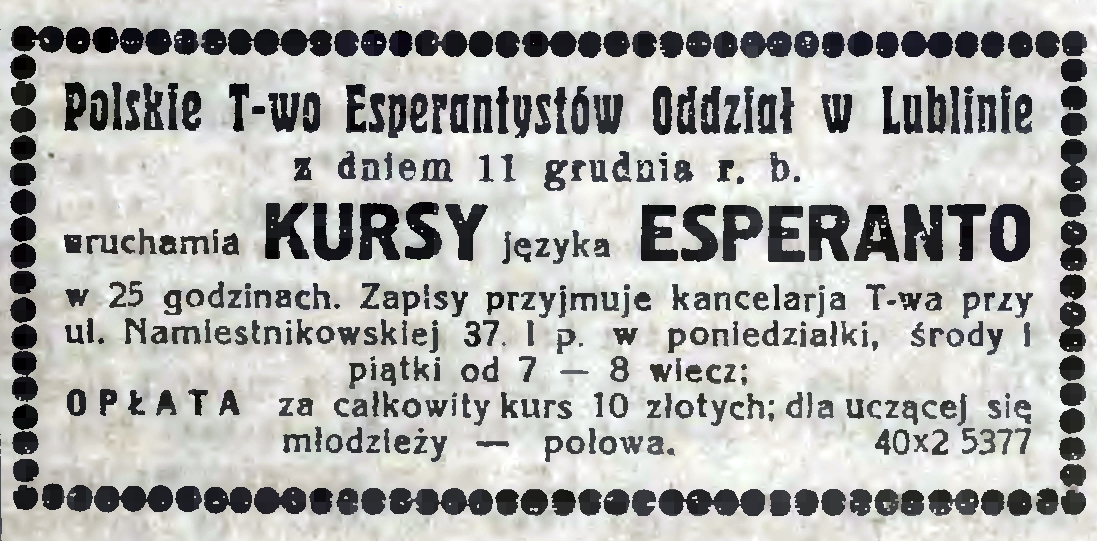 Polskie T-wo Esperantystów Oddział w Lublinie
z dniem 11 grudnia r. b.
uruchamia KURSY języka ESPERANTO
w 25 godzinach. Zapisy przyjmuje kancelarja T-wa przy
ul. Namiestnikowskiej 37. I p. w poniedziałki, środy i
piątki od 7 — 8 wiecz;
OPŁATA za całkowity kurs 10 złotych; dla uczącej się
młodzieży — połowa. 40x2 5377